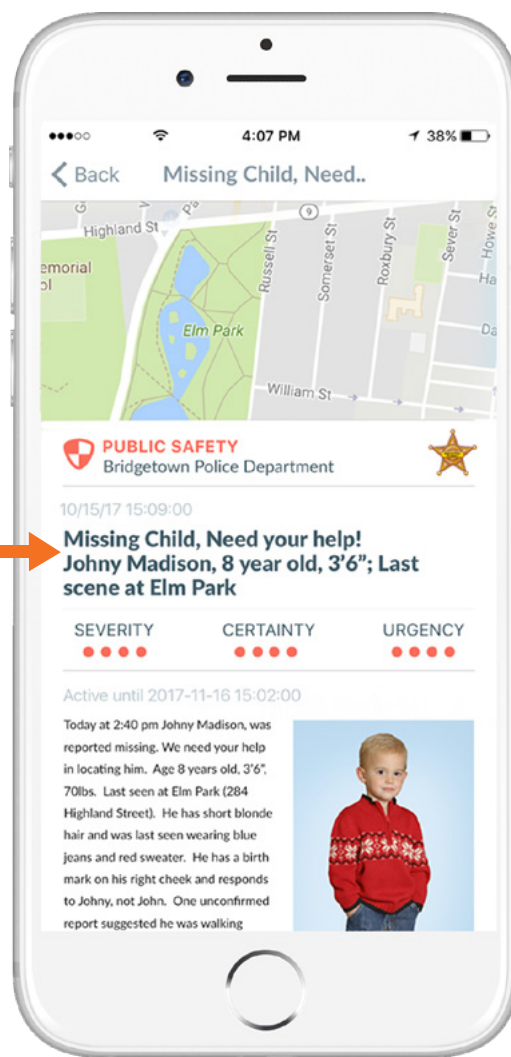 4:07 PM
38%
Back
Missing Child, Need..
Highland St
Pa
9
Russell St
Somerset St
Roxbury St
Sever St
Howe S
emorial
ol
Ha
Elm Park
Da
William St
PUBLIC SAFETY
Bridgetown Police Department
10/15/17 15:09:00
Missing Child, Need your help!
Johny Madison, 8 year old, 3’6”; Last
scene at Elm Park
SEVERITY
CERTAINTY
URGENCY
Active until 2017-11-16 15:02:00
Today at 2:40 pm Johny Madison, was
reported missing. We need your help
in locating him. Age 8 years old, 3’6”,
70lbs. Last seen at Elm Park (284
Highland Street). He has short blonde
hair and was last seen wearing blue
jeans and red sweater. He has a birth
mark on his right cheek and responds
to Johny, not John. One unconfirmed
report suggested he was walking